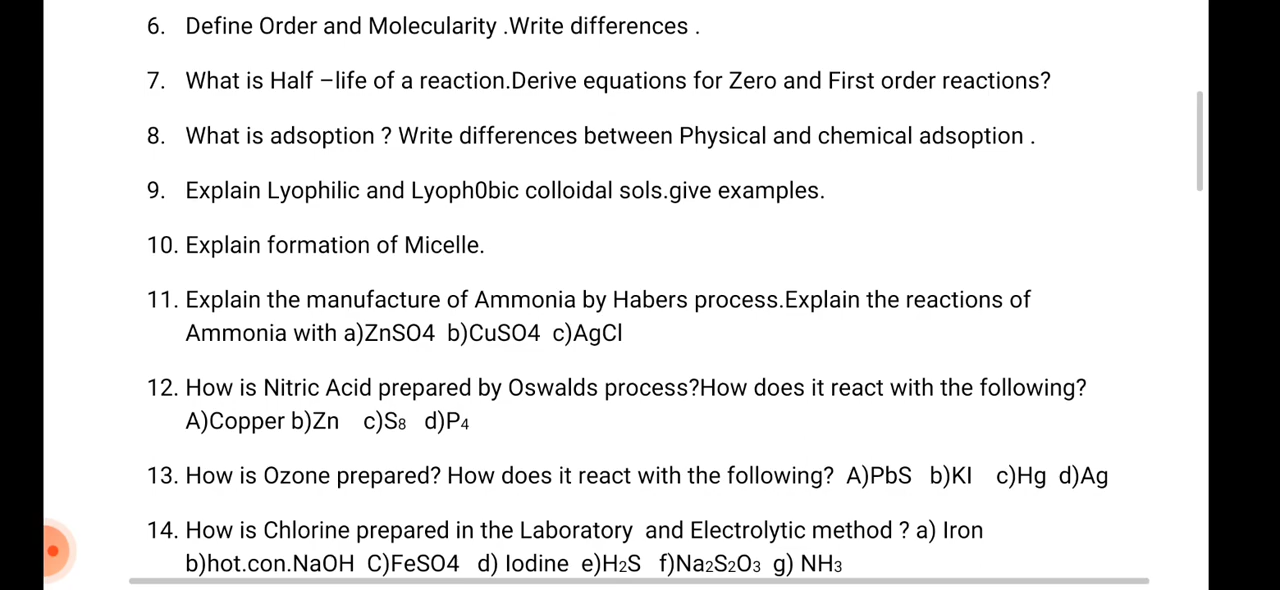 6. Define Order and Molecularity .Write differences .
7. What is Half –life of a reaction.Derive equations for Zero and First order reactions?
8. What is adsoption ? Write differences between Physical and chemical adsoption .
9. Explain Lyophilic and Lyoph0bic colloidal sols.give examples.
10. Explain formation of Micelle.
11. Explain the manufacture of Ammonia by Habers process.Explain the reactions of
Ammonia with a)ZnSO4 b)CuSO4 c)AgCl
12. How is Nitric Acid prepared by Oswalds process?How does it react with the following?
A)Copper b)Zn c)S8 d)P4
13. How is Ozone prepared? How does it react with the following? A)PbS b)KI c)Hg d)Ag
14. How is Chlorine prepared in the Laboratory and Electrolytic method ? a) Iron
b)hot.con.NaOH C)FeSO4 d) Iodine e)H2S f)Na2S2O3 g) NH3